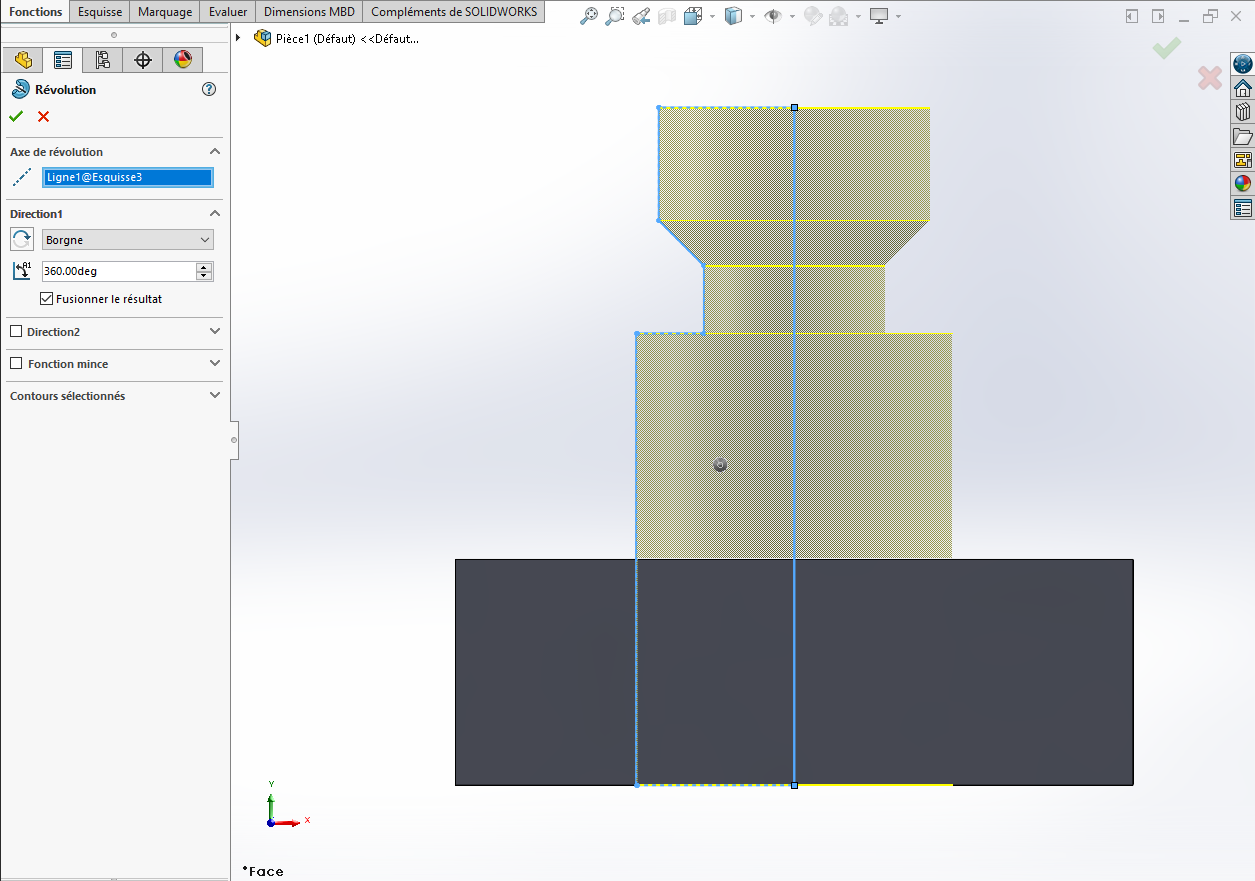 Fonctions Esquisse Marquage Evaluer Dimensions MBD Compléments de SOLIDWORKS
Pièce1 (Défaut) <<Défaut...
Révolution
Axe de révolution
Ligne1@Esquisse3
Direction1
Borgne
A1
360.00deg
Fusionner le résultat
Direction2
Fonction mince
Contours sélectionnés
Y
X
*Face